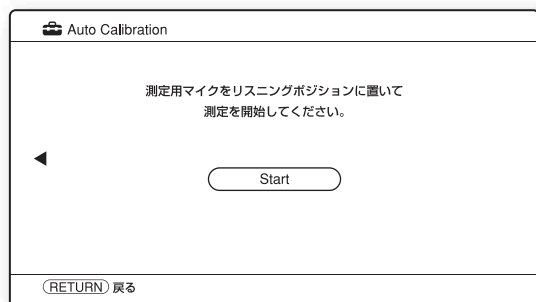 Auto Calibration
測定用マイクをリスニングポジションに置いて
測定を開始してください。
Start
RETURN 戻る